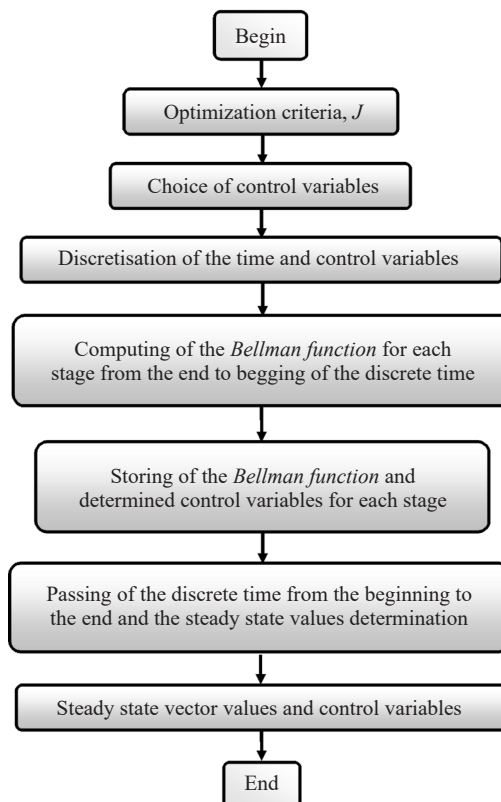 Begin
Optimization criteria, J
Choice of control variables
Discretisation of the time and control variables
Computing of the Bellman function for each
stage from the end to begging of the discrete time
Storing of the Bellman function and
determined control variables for each stage
Passing of the discrete time from the beginning to
the end and the steady state values determination
Steady state vector values and control variables
End